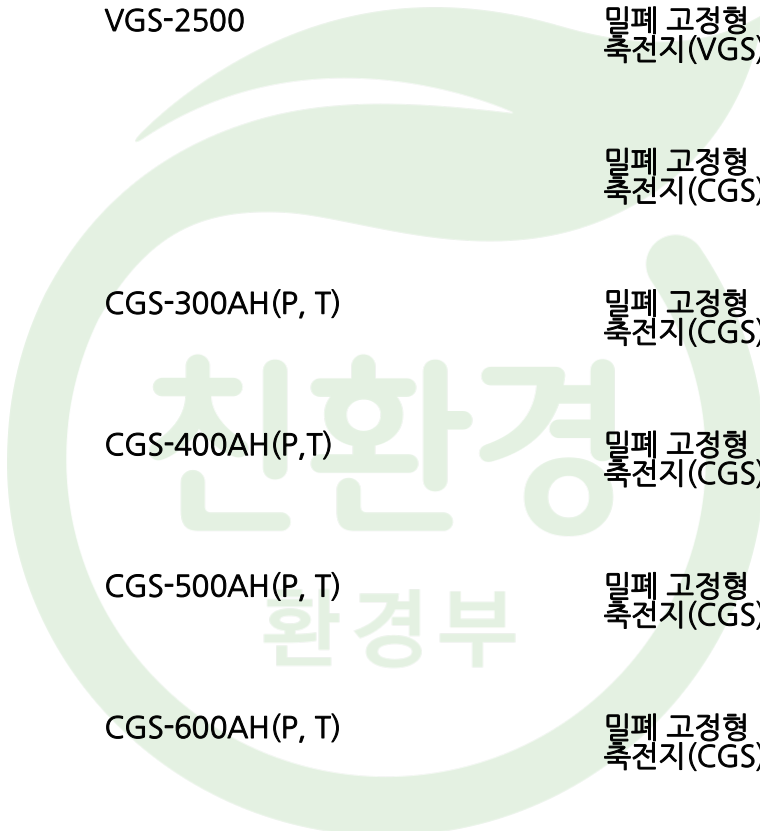 VGS-2500
밀폐 고정형
축전지(VGS)
밀폐 고정형
축전지(CGS)
CGS-300AH(P, T)
밀폐 고정형
축전지(CGS)
CGS-400AH(P,T)
밀폐 고정형
축전지(CGS)
CGS-500AH(P, T)
밀폐 고정형
축전지(CGS)
CGS-600AH(P, T)
밀폐 고정형
축전지(CGS)
친환경
환경부